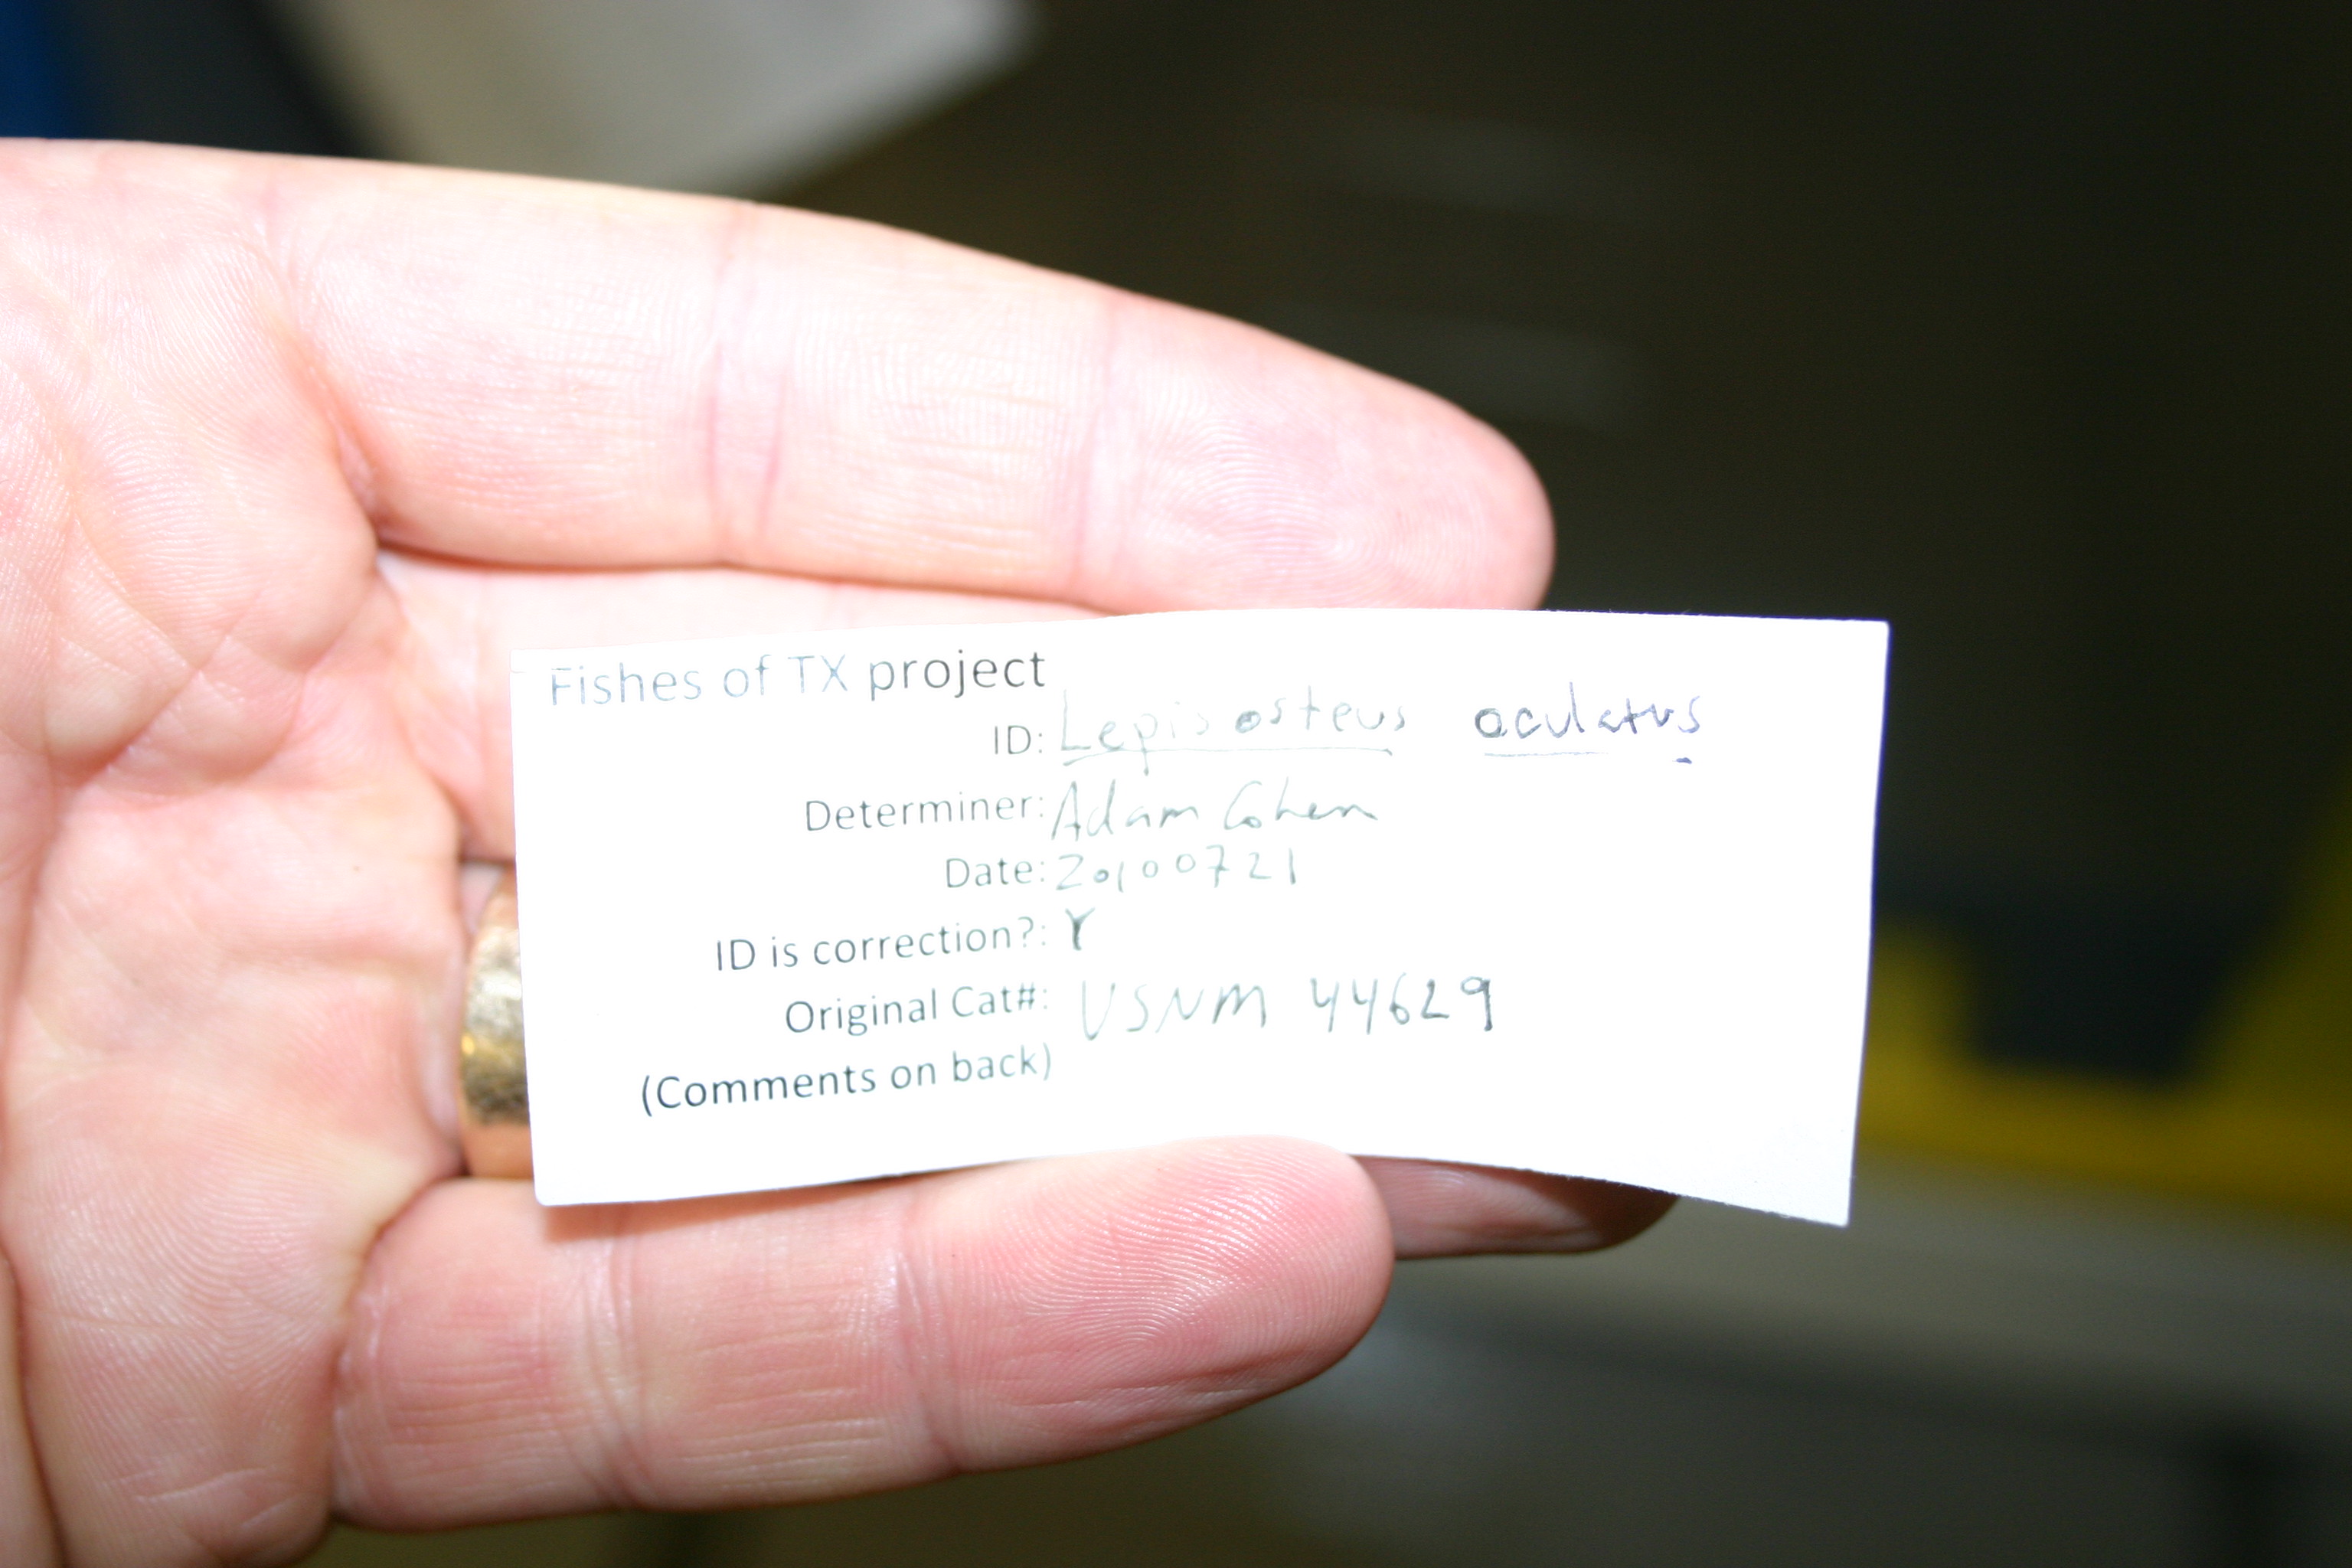 Fishes of TX project
ID: Lepisosteus oculatus
Determiner: Adam Cohen
Date: 20100721
ID is correction?: Y
Original Cat#: USNM 44629
(Comments on back)